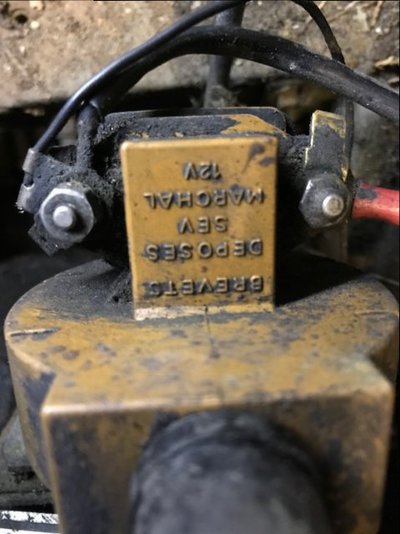 BREVETS
DEPOSES
SEV
MARCHAL
12V